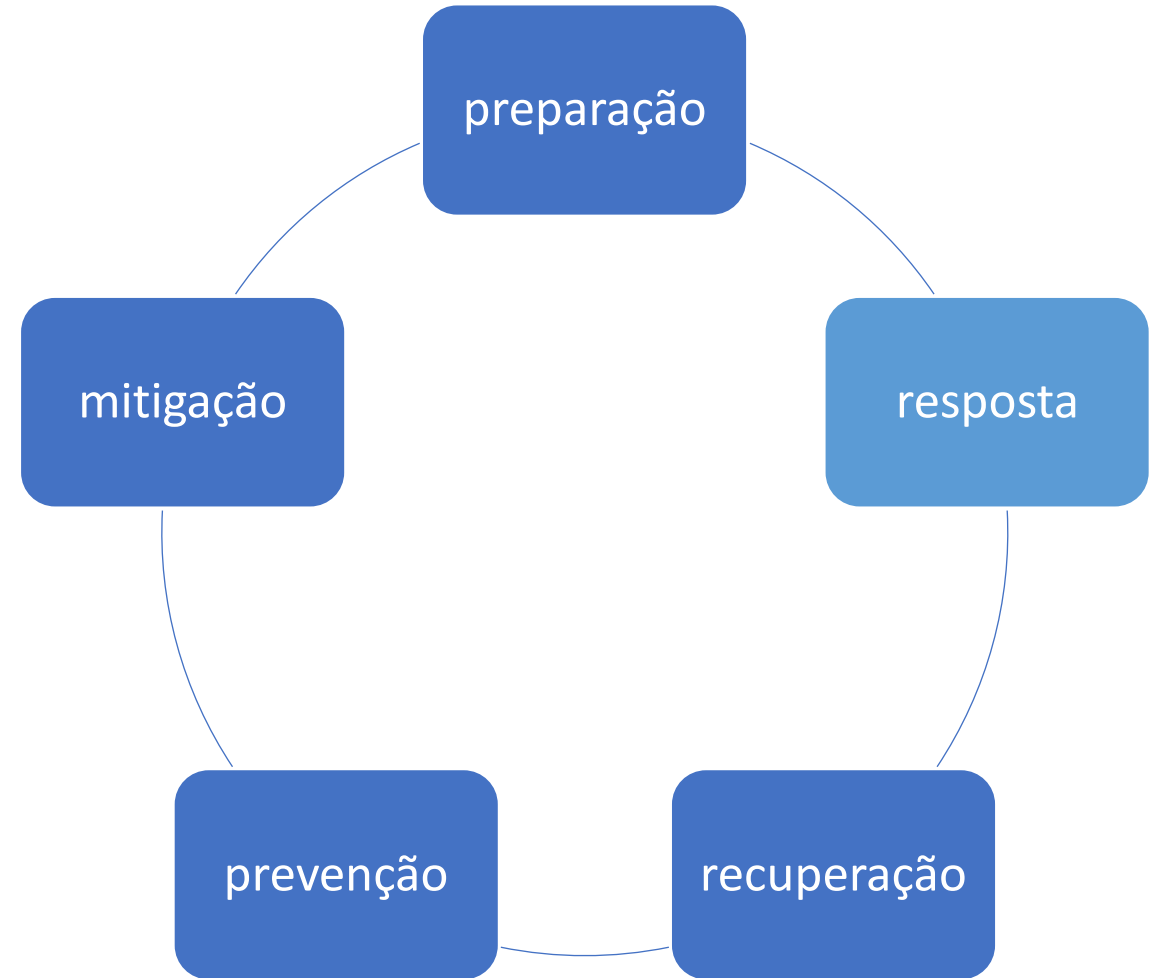 preparação
resposta
recuperação
prevenção
mitigação